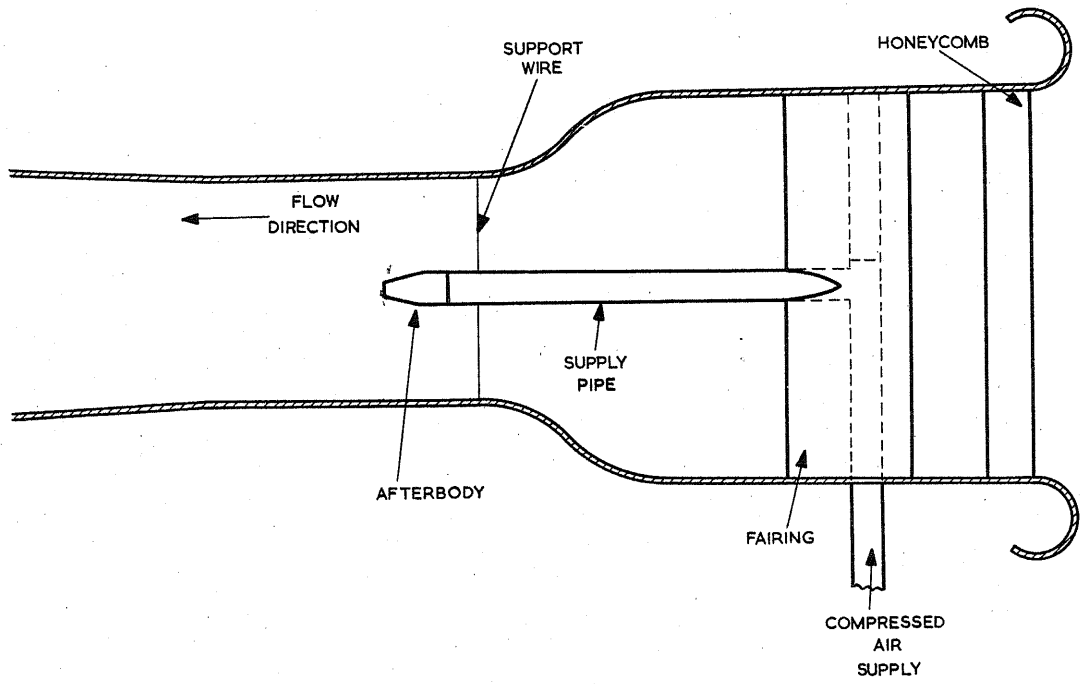 SUPPORT
WIRE
HONEYCOMB
FLOW
DIRECTION
SUPPLY
PIPE
AFTERBODY
FAIRING
COMPRESSED
AIR
SUPPLY